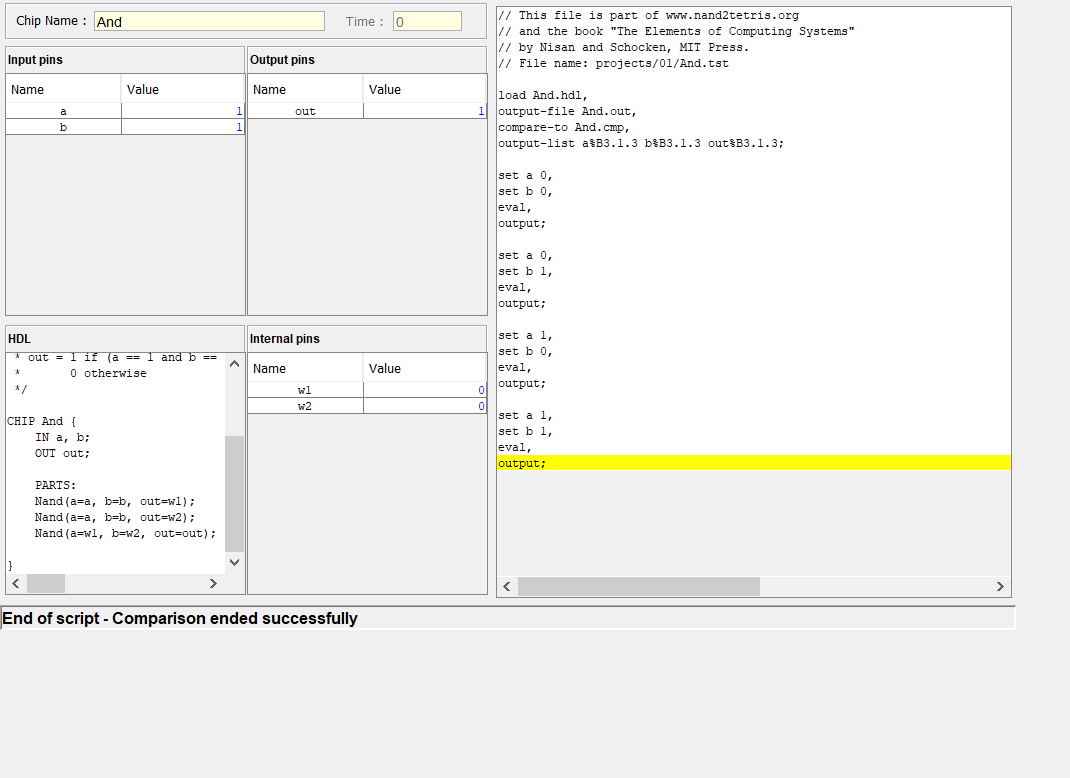 Chip Name : And Time : 0
Input pins
Name Value
a 1
b 1
Output pins
Name Value
out 1
HDL
* out = 1 if (a == 1 and b ==
* 0 otherwise
*/
CHIP And {
IN a, b;
OUT out;
PARTS:
Nand(a=a, b=b, out=w1);
Nand(a=a, b=b, out=w2);
Nand(a=w1, b=w2, out=out);
}
Internal pins
Name Value
w1 0
w2 0
// This file is part of www.nand2tetris.org
// and the book "The Elements of Computing Systems"
// by Nisan and Schocken, MIT Press.
// File name: projects/01/And.tst
load And.hdl,
output-file And.out,
compare-to And.cmp,
output-list a%B3.1.3 b%B3.1.3 out%B3.1.3;
set a 0,
set b 0,
eval,
output;
set a 0,
set b 1,
eval,
output;
set a 1,
set b 0,
eval,
output;
set a 1,
set b 1,
eval,
output;
End of script - Comparison ended successfully